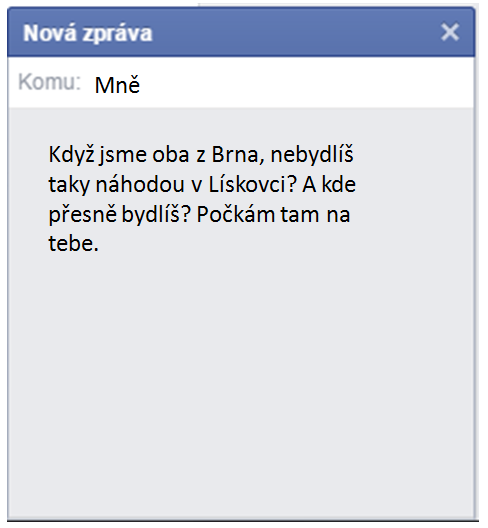 Nová zpráva
Komu: Mně
Když jsme oba z Brna, nebydlíš
taky náhodou v Lískovci? A kde
přesně bydlíš? Počkám tam na
tebe.